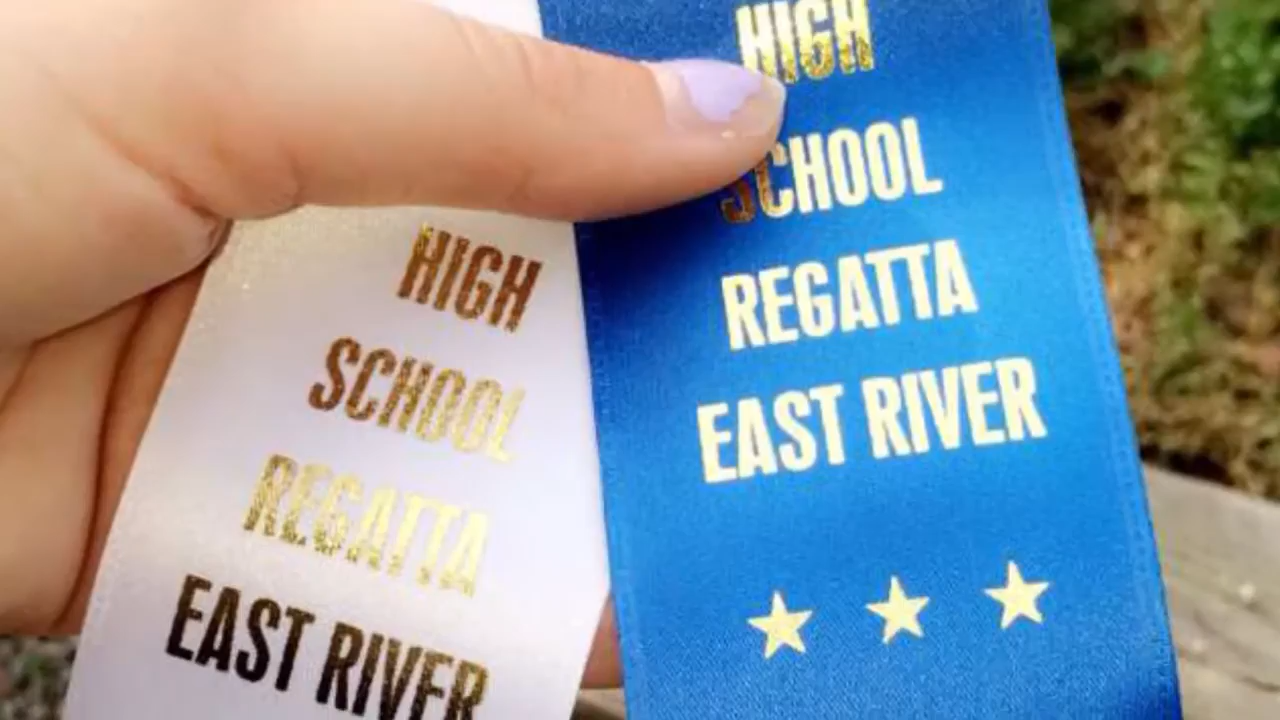 HIGH
SCHOOL
REGATTA
EAST RIVER
HIGH
SCHOOL
REGATTA
EAST RIVER